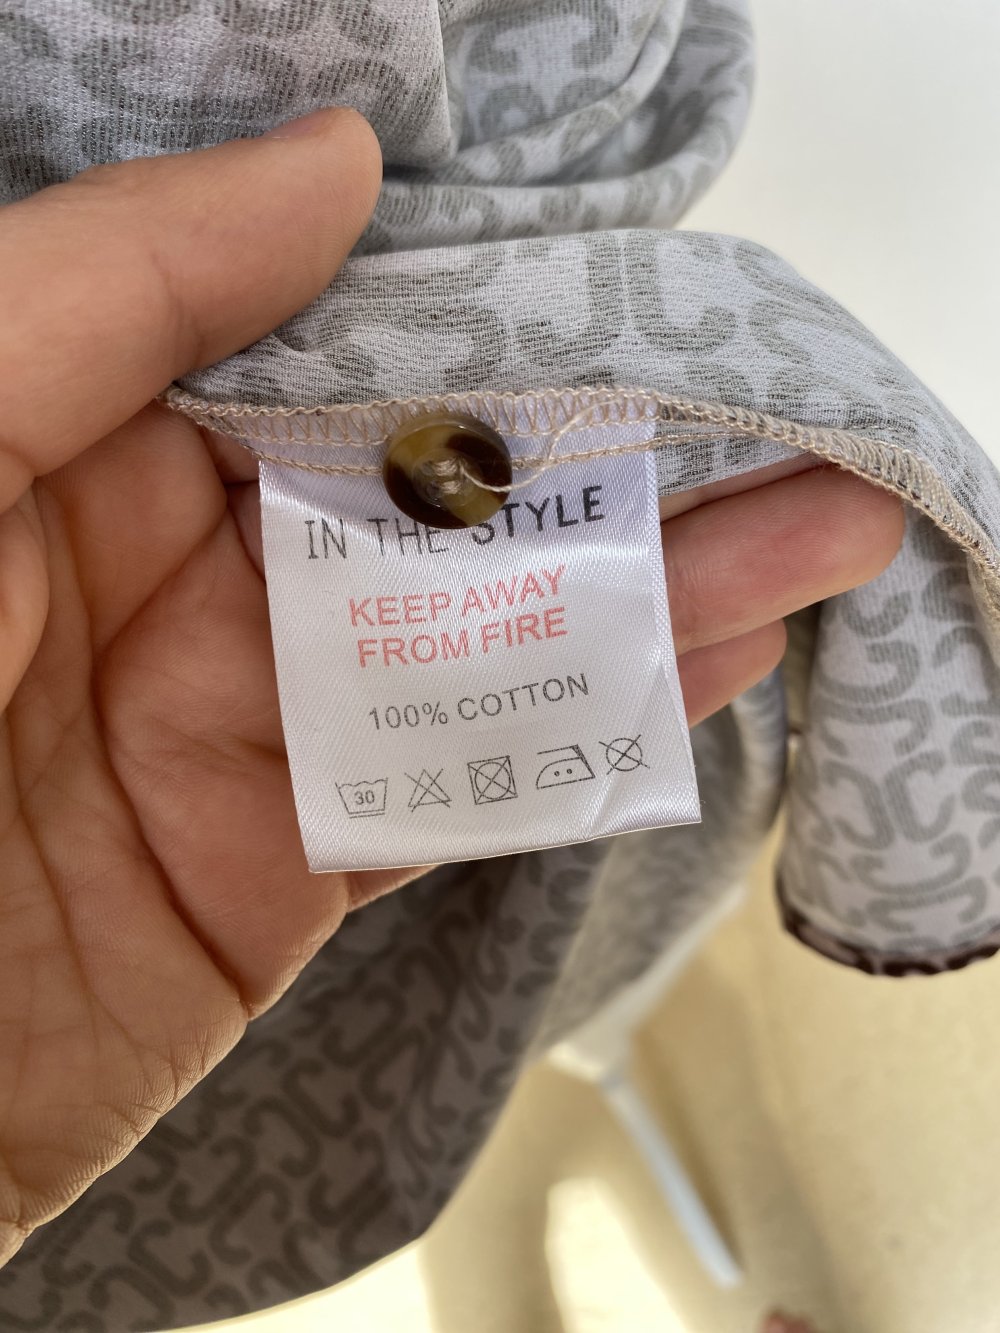 IN THE STYLE
KEEP AWAY
FROM FIRE
100% COTTON
30